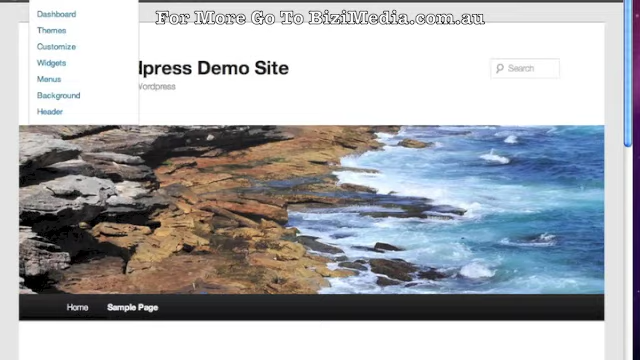 For More Go To BiziMedia.com.au
Dashboard
Themes
Customize
Widgets
Menus
Background
Header
dpress Demo Site
Wordpress
Search
Home
Sample Page